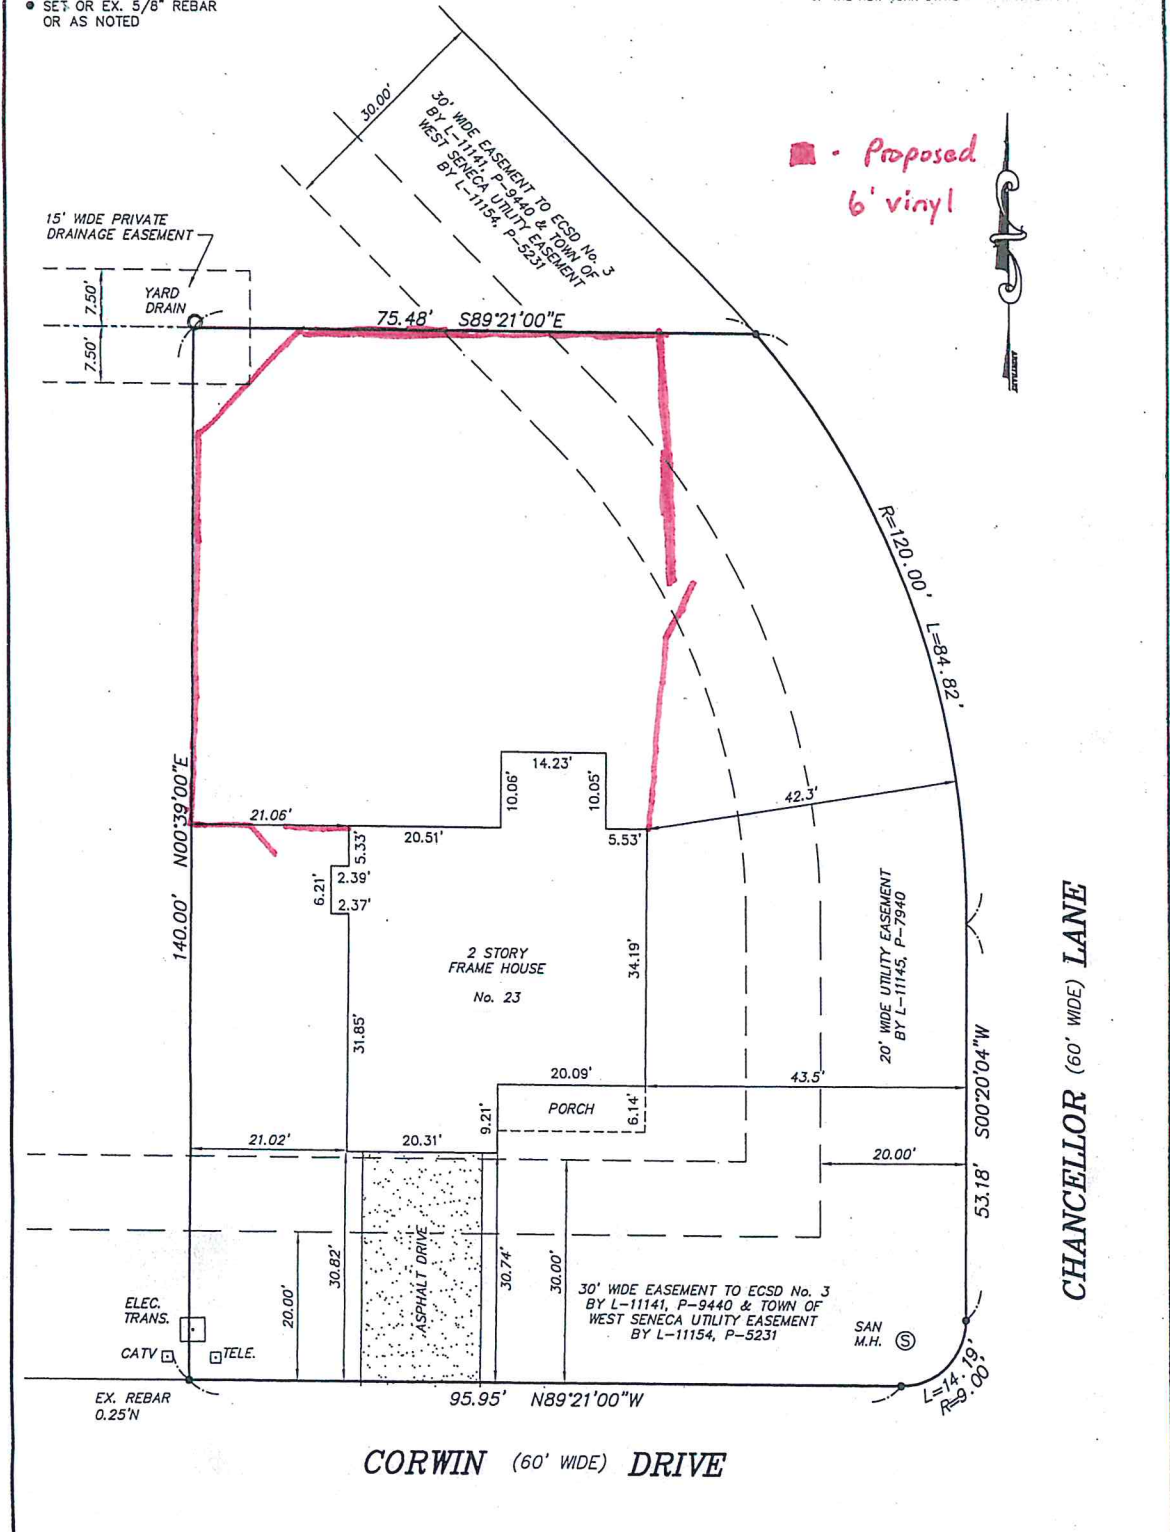 SET OR EX. 5/8" REBAR
OR AS NOTED
30.00'
30' WIDE EASEMENT TO ECSD No. 3
BY L-11141, P-9440 & TOWN OF
WEST SENECA UTILITY EASEMENT
BY L-11154, P-5231
- Proposed
6' vinyl
15' WIDE PRIVATE
DRAINAGE EASEMENT
7.50'
YARD
DRAIN
7.50'
75.48' S89°21'00"E
R=120.00' L=84.82'
14.23'
10.06'
10.05'
42.3'
N00°39'00"E
140.00'
21.06'
20.51'
5.53'
5.33'
2.39'
6.21'
2.37'
2 STORY
FRAME HOUSE
No. 23
34.19'
31.85'
20' WIDE UTILITY EASEMENT
BY L-11145, P-7940
CHANCELLOR (60' WIDE) LANE
S00°20'04"W
53.18'
20.09'
43.5'
PORCH
6.14'
9.21'
21.02'
20.31'
20.00'
ASPHALT DRIVE
30.82'
30.74'
30.00'
20.00'
30' WIDE EASEMENT TO ECSD No. 3
BY L-11141, P-9440 & TOWN OF
WEST SENECA UTILITY EASEMENT
BY L-11154, P-5231
ELEC.
TRANS.
CATV
TELE.
SAN
M.H.
S
L=14.19'
R=9.00'
EX. REBAR
0.25'N
95.95' N89°21'00"W
CORWIN (60' WIDE) DRIVE